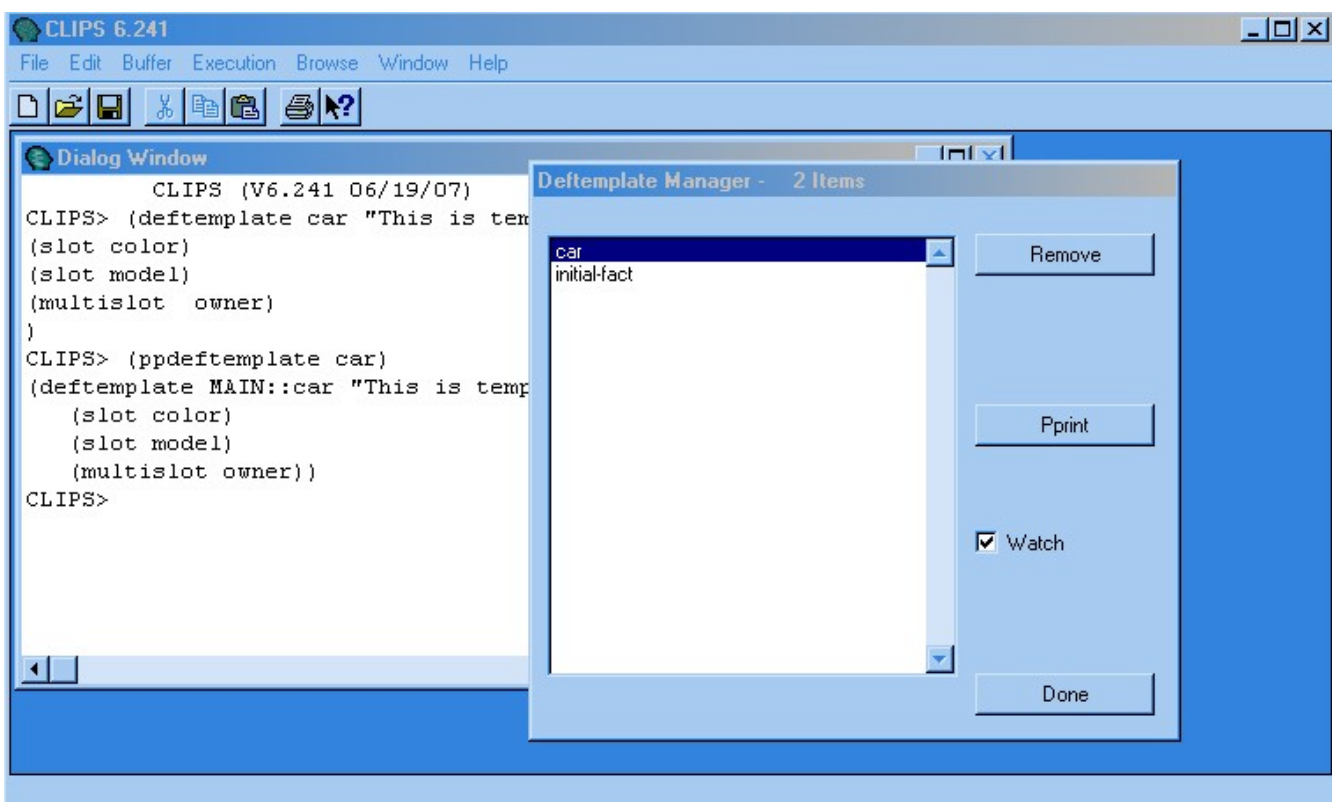 CLIPS 6.241
File Edit Buffer Execution Browse Window Help
Dialog Window
CLIPS (V6.241 06/19/07)
CLIPS> (deftemplate car "This is tem
(slot color)
(slot model)
(multislot  owner)
)
CLIPS> (ppdeftemplate car)
(deftemplate MAIN::car "This is temp
(slot color)
(slot model)
(multislot owner))
CLIPS>
Deftemplate Manager - 2 Items
car
initial-fact
Remove
Pprint
Watch
Done